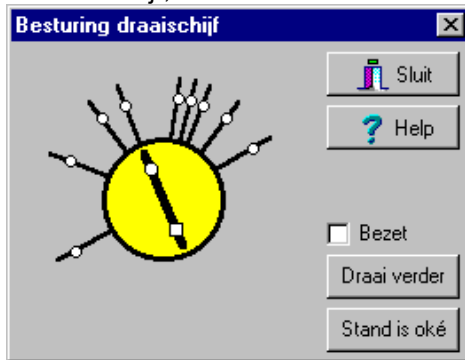 Besturing draaischijf
Sluit
Help
Bezet
Draai verder
Stand is oké